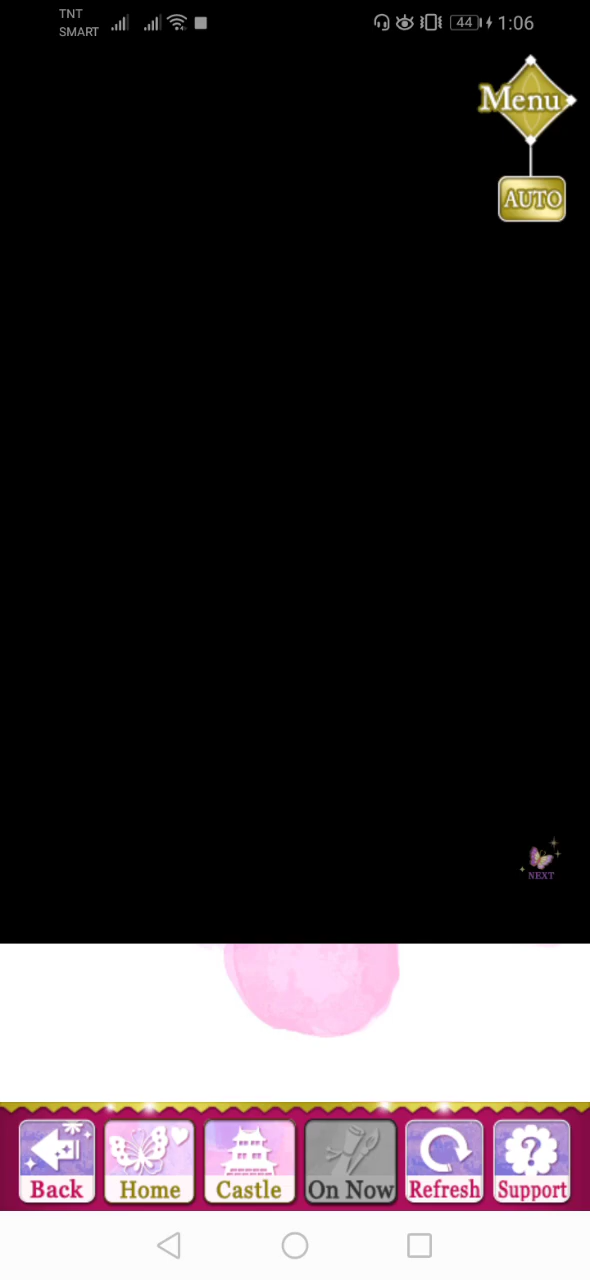 TNT
SMART
44 1:06
Menu
AUTO
NEXT
Back Home Castle On Now Refresh Support